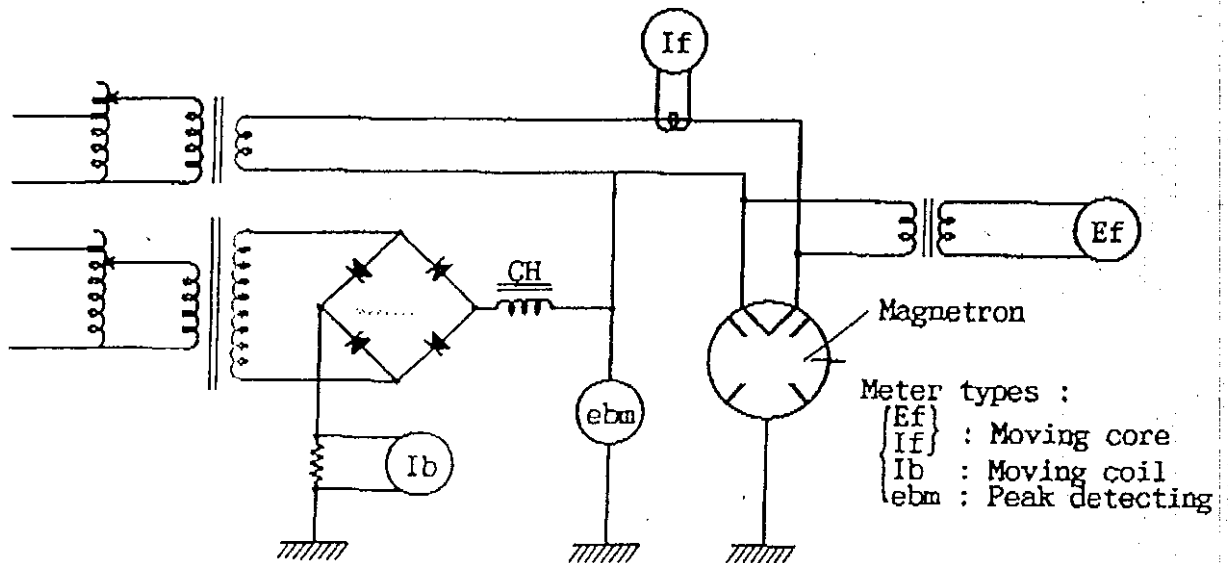 If
Ef
CH
Magnetron
ebm
Ib
Meter types :
Ef
If : Moving core
Ib : Moving coil
ebm : Peak detecting